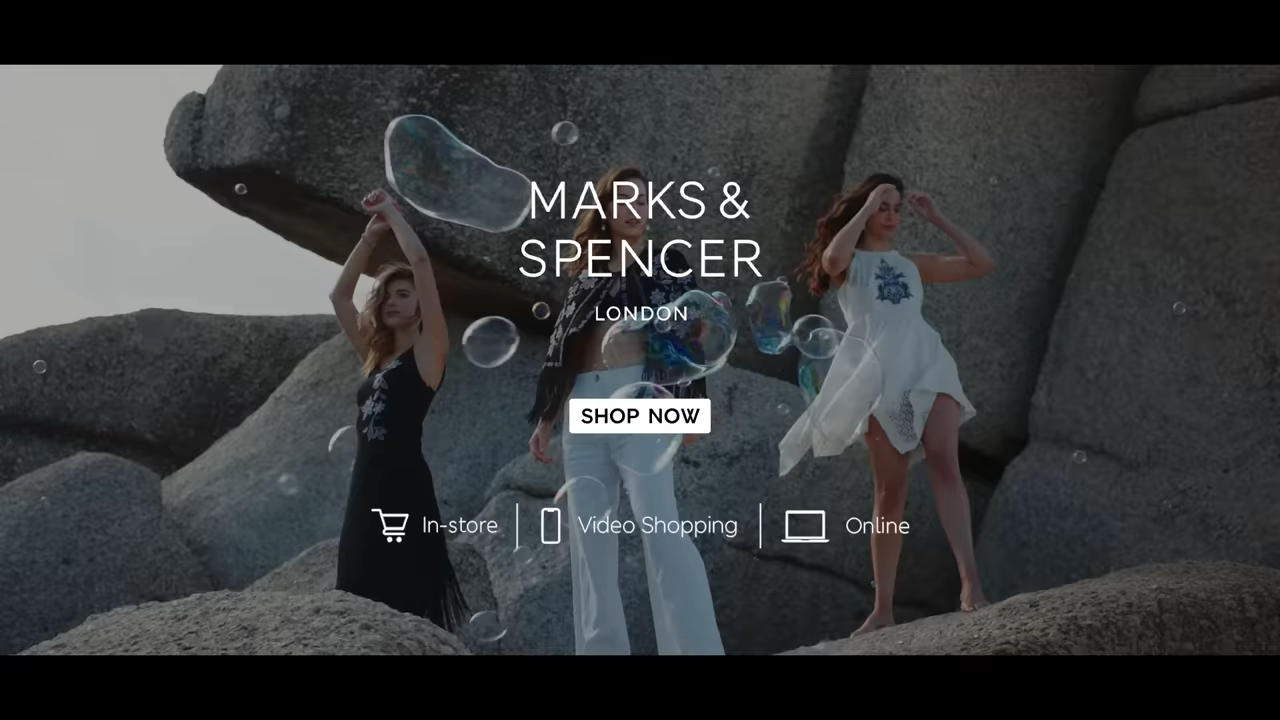 MARKS &
SPENCER
LONDON
SHOP NOW
In-store
Video Shopping
Online